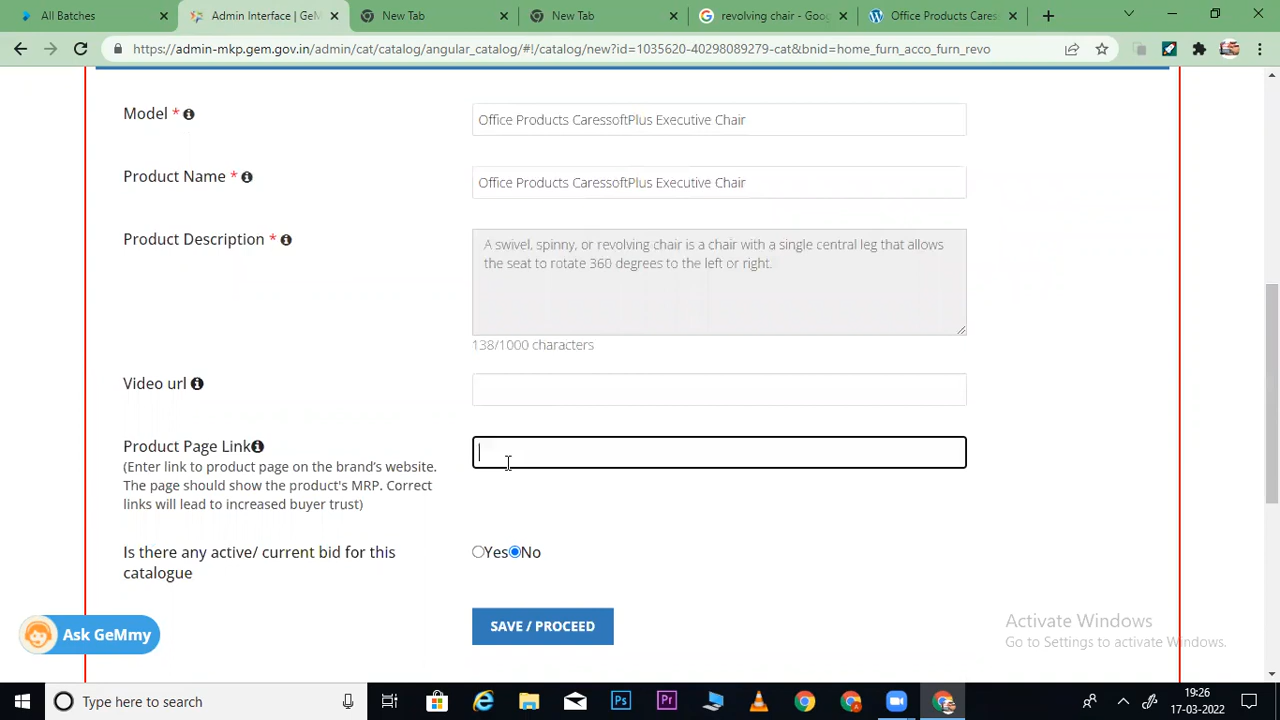 All Batches
Admin Interface | GeM
New Tab
New Tab
revolving chair - Goog
Office Products Cares
https://admin-mkp.gem.gov.in/admin/cat/catalog/angular_catalog/#!/catalog/new?id=1035620-40298089279-cat&bnid=home_furn_acco_furn_revo
Model *
Office Products CaressoftPlus Executive Chair
Product Name *
Office Products CaressoftPlus Executive Chair
Product Description *
A swivel, spinny, or revolving chair is a chair with a single central leg that allows
the seat to rotate 360 degrees to the left or right.
138/1000 characters
Video url
Product Page Link
(Enter link to product page on the brand's website.
The page should show the product's MRP. Correct
links will lead to increased buyer trust)
Is there any active/ current bid for this
catalogue
Yes No
SAVE / PROCEED
Ask GeMmy
Activate Windows
Go to Settings to activate Windows.
Type here to search
Ps
Pr
19:26
17-03-2022